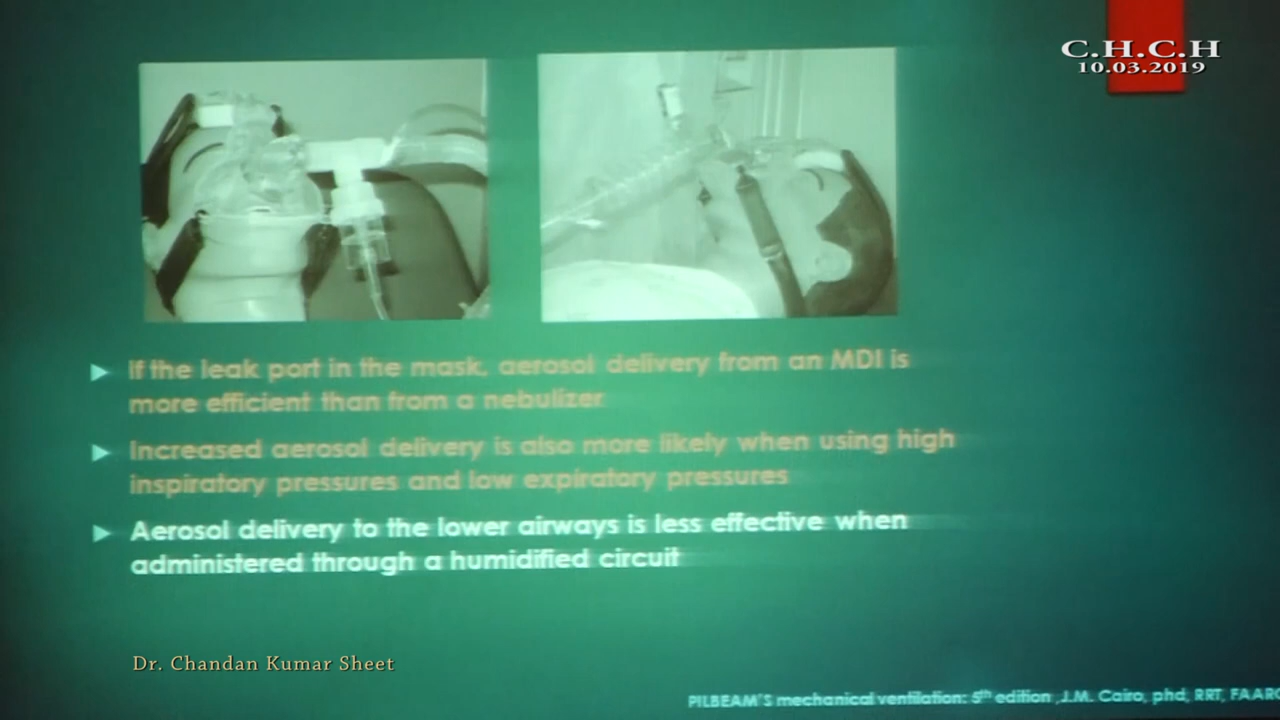 C.H.C.H
10.03.2019
If the leak port in the mask, aerosol delivery from an MDI is
more efficient than from a nebulizer
Increased aerosol delivery is also more likely when using high
inspiratory pressures and low expiratory pressures
Aerosol delivery to the lower airways is less effective when
administered through a humidified circuit
Dr. Chandan Kumar Sheet
PILBEAM'S mechanical ventilation: 5th edition ,J.M. Cairo, phd, RRT, FAARC